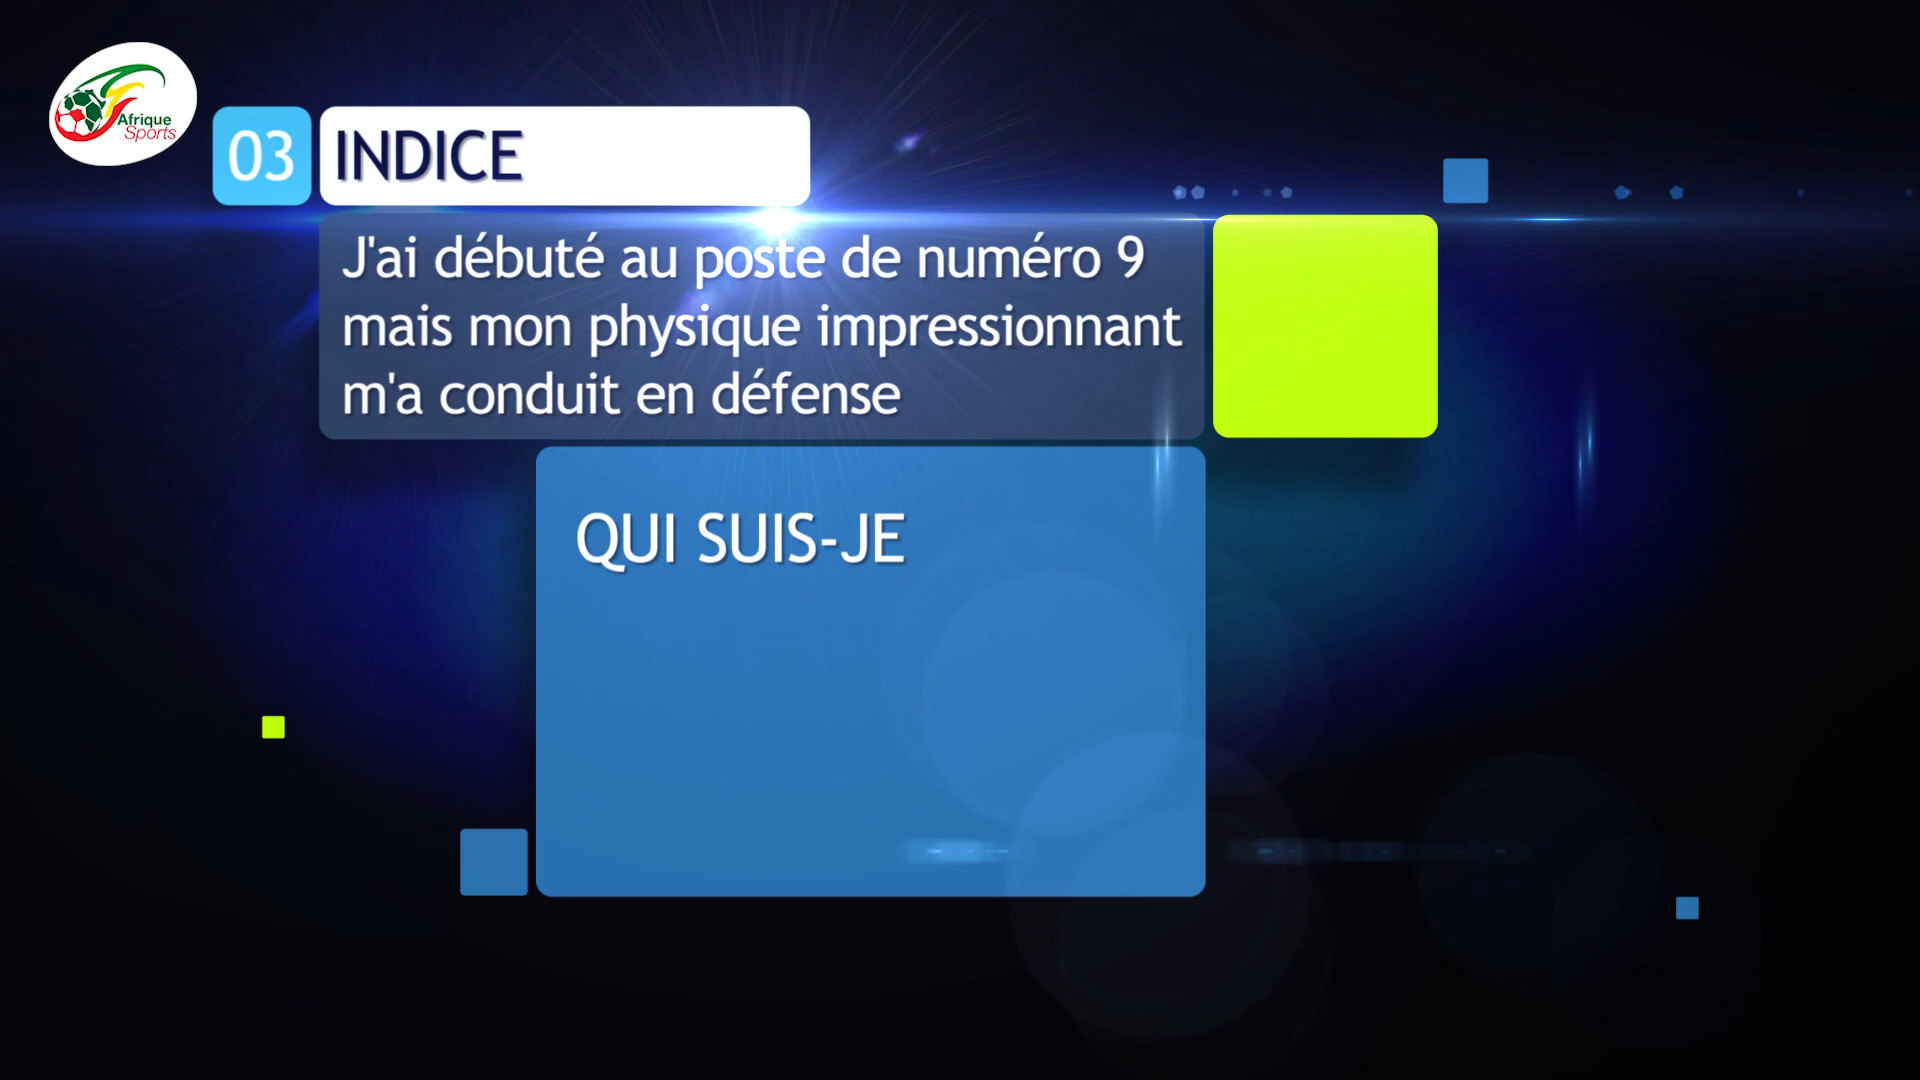 Afrique
Sports
03 INDICE
J'ai débuté au poste de numéro 9
mais mon physique impressionnant
m'a conduit en défense
QUI SUIS-JE